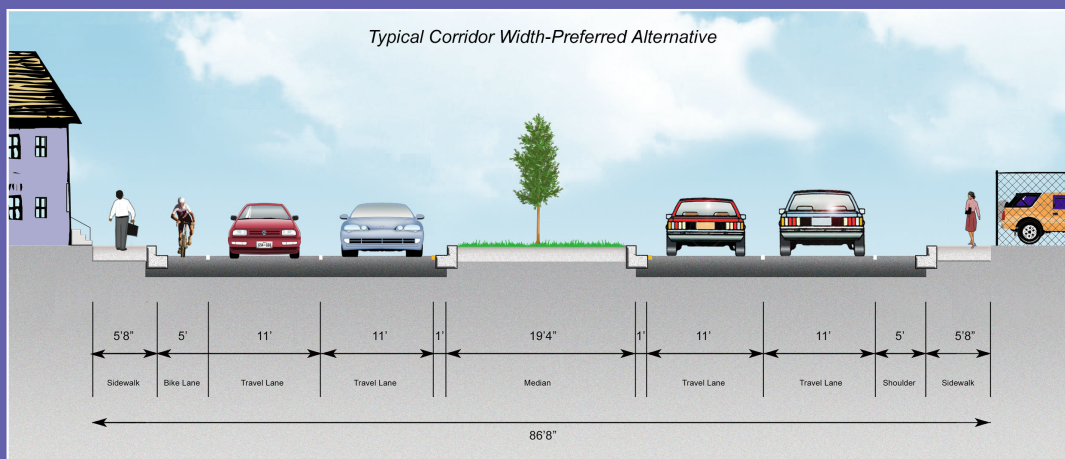 Typical Corridor Width-Preferred Alternative
5'8" 5' 11' 11' 1' 19'4" 1' 11' 11' 5' 5'8"
Sidewalk Bike Lane Travel Lane Travel Lane Median Travel Lane Travel Lane Shoulder Sidewalk
86'8"